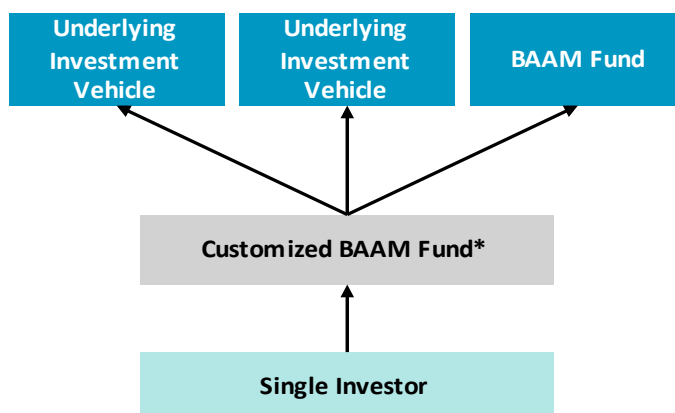 Underlying
Investment
Vehicle
Underlying
Investment
Vehicle
BAAM Fund
Customized BAAM Fund*
Single Investor